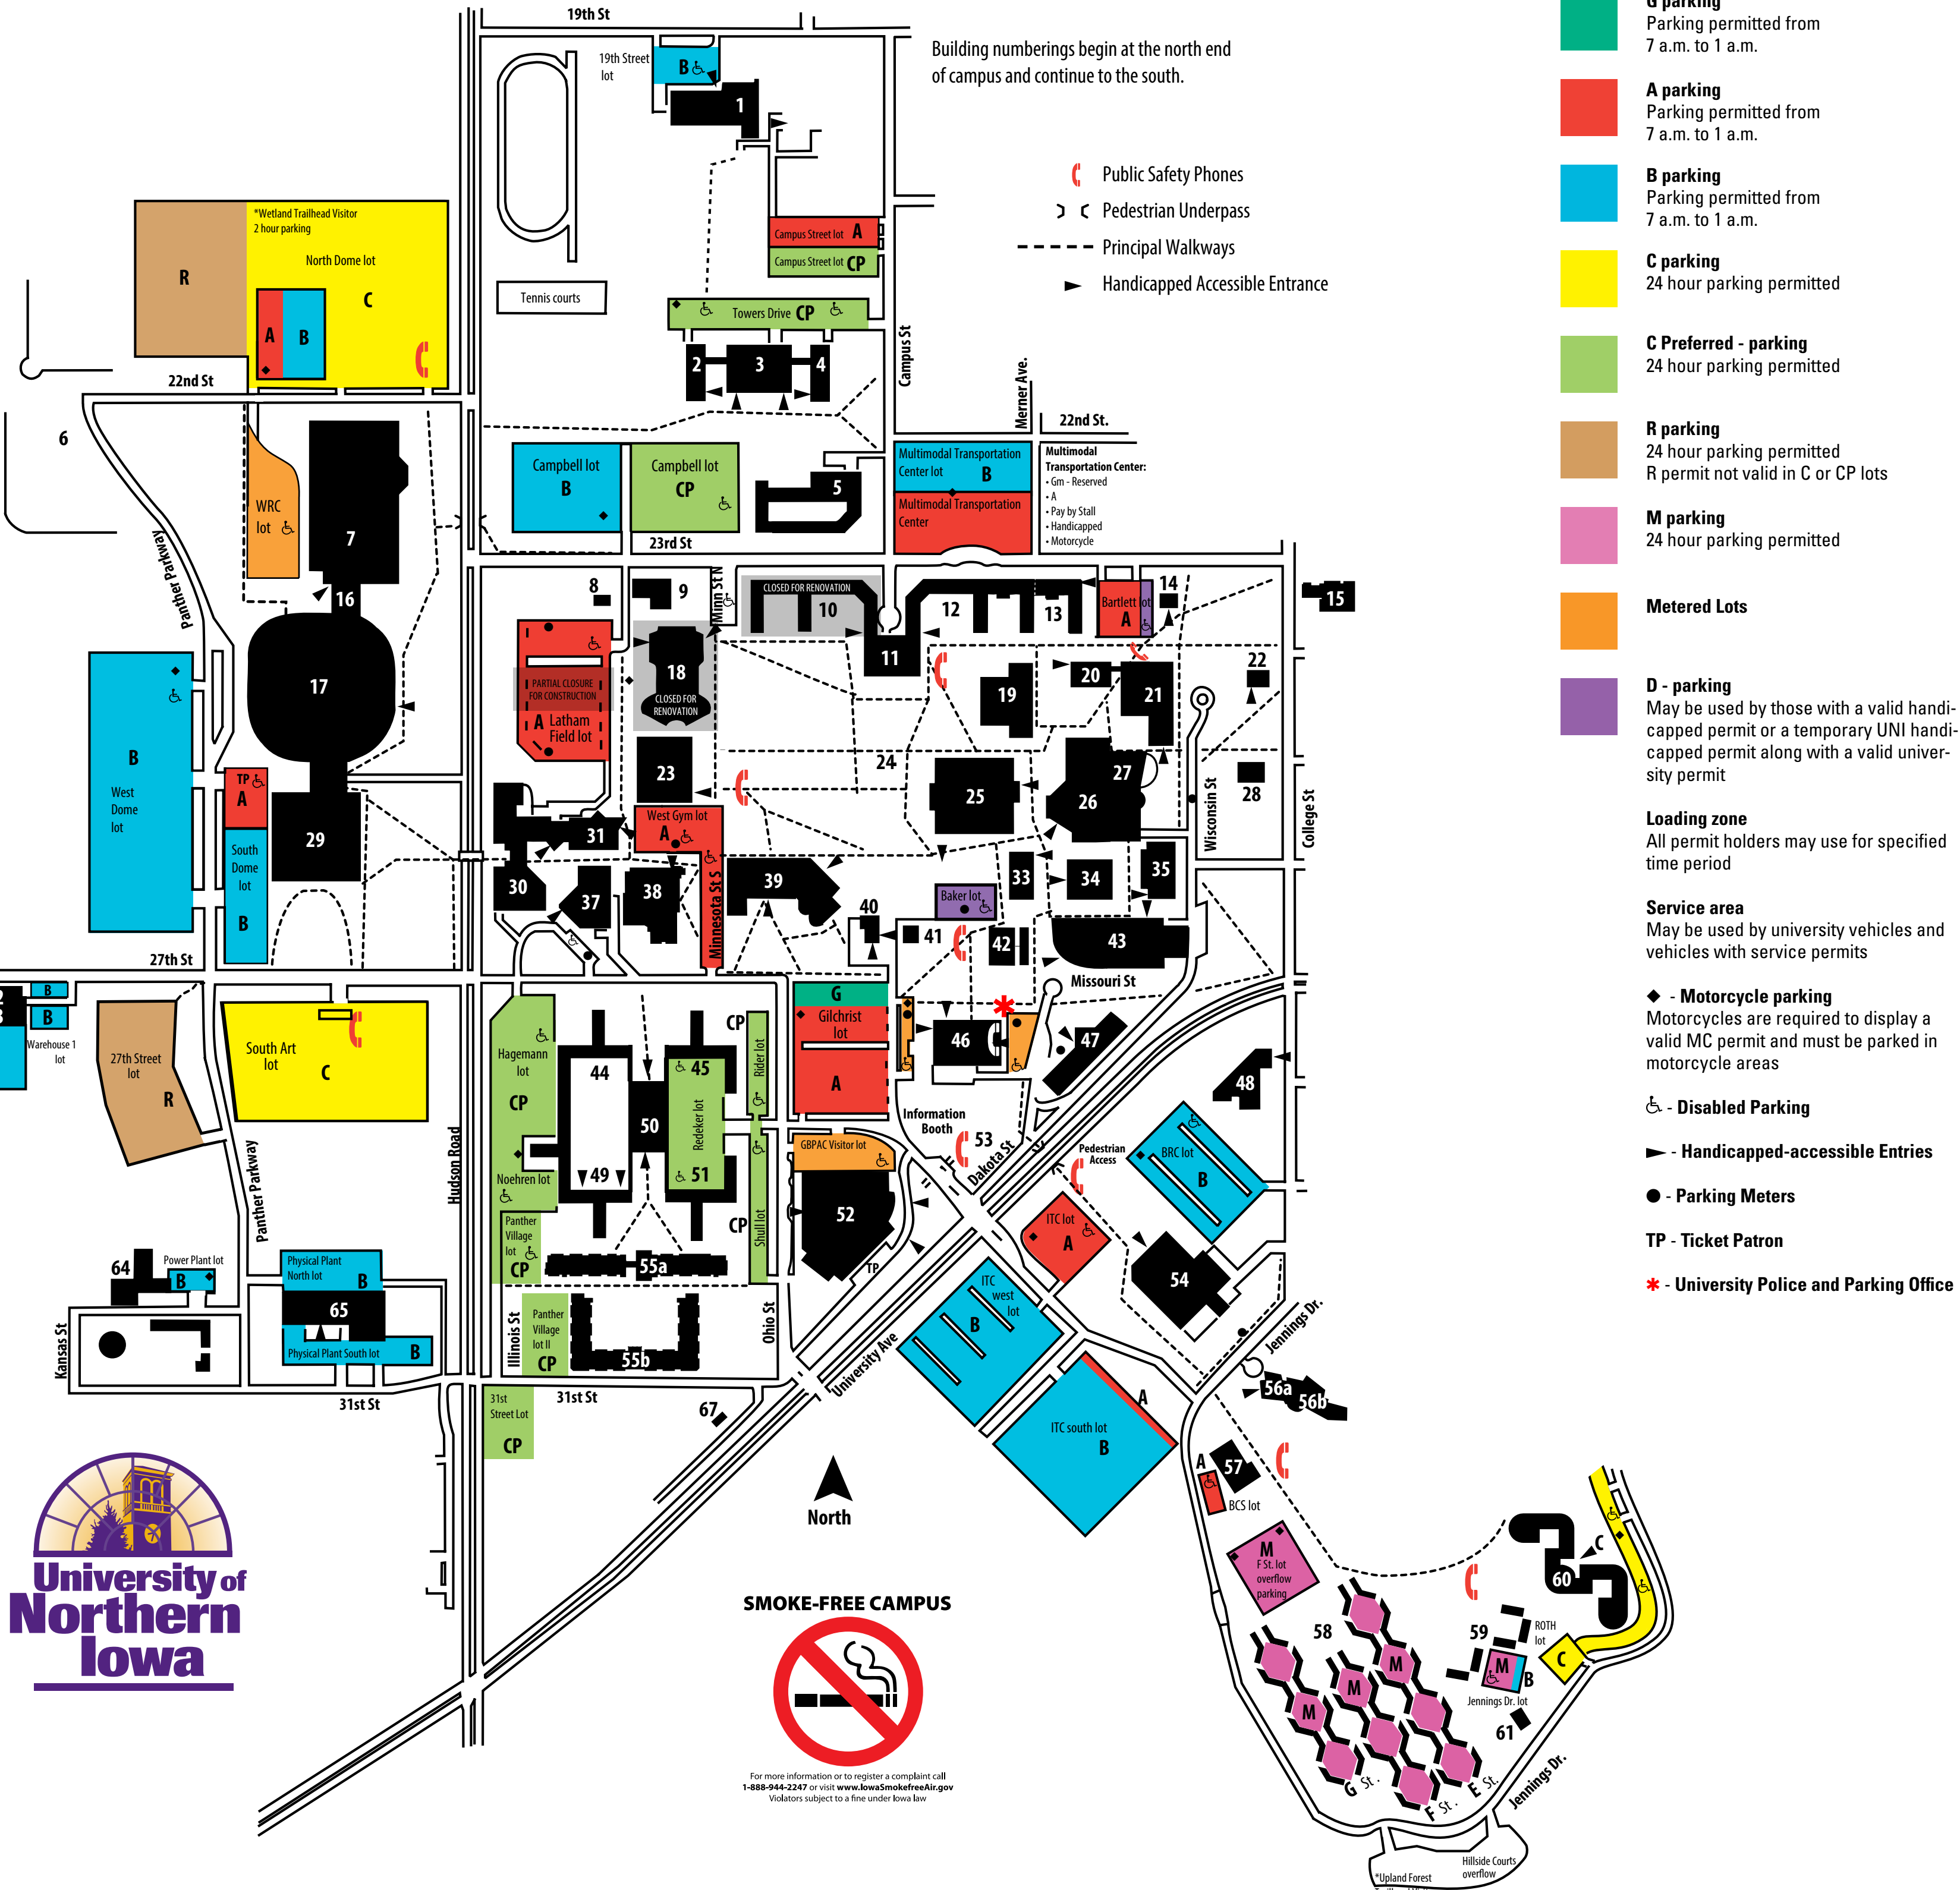 19th St
19th Street
lot
B
1
Building numberings begin at the north end
of campus and continue to the south.
Public Safety Phones
Pedestrian Underpass
Principal Walkways
Handicapped Accessible Entrance
*Wetland Trailhead Visitor
2 hour parking
North Dome lot
R
C
A
B
22nd St
Tennis courts
Campus Street lot A
Campus Street lot CP
Towers Drive CP
2
3
4
Campus St
Merner Ave.
22nd St.
6
Panther Parkway
WRC
lot
7
16
17
Campbell lot
B
Campbell lot
CP
5
23rd St
Multimodal Transportation
Center lot B
Multimodal Transportation
Center
Multimodal
Transportation Center:
• Gm - Reserved
• A
• Pay by Stall
• Handicapped
• Motorcycle
8
9
Minn St N
CLOSED FOR RENOVATION
10
11
12
13
Bartlett lot
A
14
15
PARTIAL CLOSURE
FOR CONSTRUCTION
A Latham
Field lot
18
CLOSED FOR
RENOVATION
19
20
21
22
23
24
25
26
27
28
Wisconsin St
College St
B
West
Dome
lot
TP
A
South
Dome
lot
B
29
30
31
West Gym lot
A
Minnesota St S
37
38
39
40
41
Baker lot
33
34
35
42
43
Missouri St
27th St
B
B
Warehouse 1
lot
27th Street
lot
R
South Art
lot
C
Panther Parkway
Hudson Road
Hagemann
lot
CP
44
45
50
Redeker lot
49
51
Noehren lot
CP
Rider lot
CP
Shull lot
G
Gilchrist
lot
A
46
47
48
Information
Booth
53
Dakota St
Pedestrian
Access
BRC lot
B
GBPAC Visitor lot
52
TP
ITC lot
A
54
Panther
Village
lot
CP
55a
Panther
Village
lot II
CP
55b
Illinois St
Ohio St
64
Power Plant lot
B
Physical Plant
North lot
B
65
Physical Plant South lot B
Kansas St
31st St
31st
Street Lot
CP
31st St
67
University Ave
ITC
west
lot
B
ITC south lot
B
A
Jennings Dr.
56a
56b
A
57
BCS lot
M
F St. lot
overflow
parking
58
M
M
M
59
60
C
ROTH
lot
C
M
B
Jennings Dr. lot
61
G St.
F St.
E St.
Jennings Dr.
Hillside Courts
overflow
*Upland Forest
North
University of
Northern
Iowa
SMOKE-FREE CAMPUS
For more information or to register a complaint call
1-888-944-2247 or visit www.IowaSmokefreeAir.gov
Violators subject to a fine under Iowa law
G parking
Parking permitted from
7 a.m. to 1 a.m.
A parking
Parking permitted from
7 a.m. to 1 a.m.
B parking
Parking permitted from
7 a.m. to 1 a.m.
C parking
24 hour parking permitted
C Preferred - parking
24 hour parking permitted
R parking
24 hour parking permitted
R permit not valid in C or CP lots
M parking
24 hour parking permitted
Metered Lots
D - parking
May be used by those with a valid handi-
capped permit or a temporary UNI handi-
capped permit along with a valid univer-
sity permit
Loading zone
All permit holders may use for specified
time period
Service area
May be used by university vehicles and
vehicles with service permits
◆ - Motorcycle parking
Motorcycles are required to display a
valid MC permit and must be parked in
motorcycle areas
♿ - Disabled Parking
► - Handicapped-accessible Entries
● - Parking Meters
TP - Ticket Patron
✱ - University Police and Parking Office